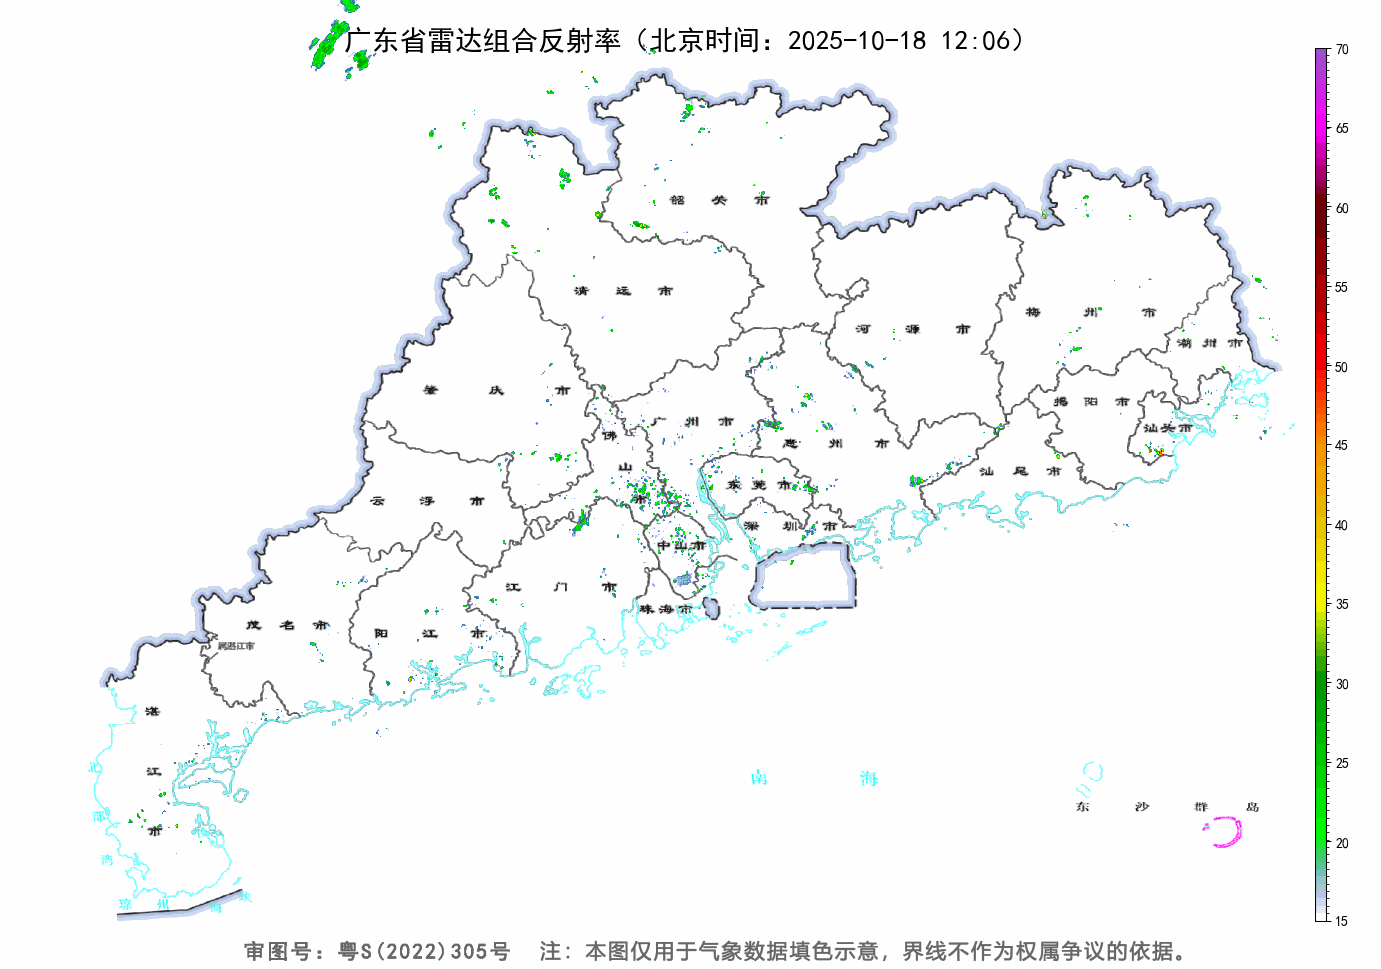 广东省雷达组合反射率（北京时间：2025-10-18 12:06）
70
65
60
55
50
45
40
35
30
25
20
15
韶关市
清远市
河源市
梅州市
潮州市
肇庆市
广州市
佛山市
惠州市
揭阳市
汕头市
汕尾市
云浮市
东莞市
深圳市
中山市
江门市
珠海市
茂名市
阳江市
属湛江市
湛江市
北部湾
琼州海峡
南海
东沙群岛
审图号：粤S(2022)305号 注：本图仅用于气象数据填色示意，界线不作为权属争议的依据。